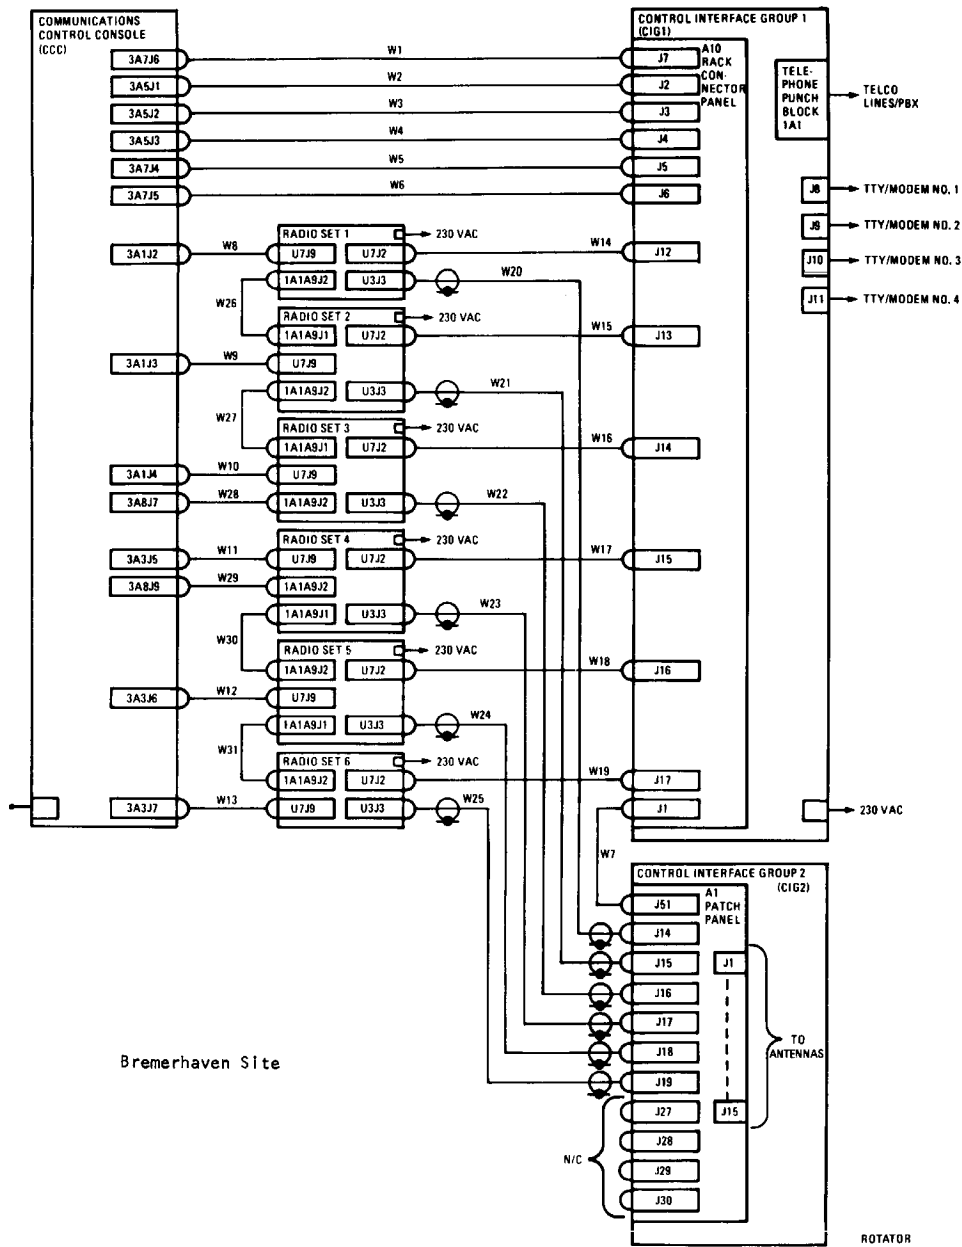 COMMUNICATIONS
CONTROL CONSOLE
(CCC)
3A7J6
3A5J1
3A5J2
3A5J3
3A7J4
3A7J5
3A1J2
3A1J3
3A1J4
3A8J7
3A3J5
3A8J9
3A3J6
3A3J7
W1
W2
W3
W4
W5
W6
W8
W26
W9
W27
W10
W28
W11
W29
W30
W12
W31
W13
RADIO SET 1
230 VAC
U7J9
U7J2
1A1A9J2
U3J3
RADIO SET 2
230 VAC
1A1A9J1
U7J2
U7J9
1A1A9J2
U3J3
RADIO SET 3
230 VAC
1A1A9J1
U7J2
U7J9
1A1A9J2
U3J3
RADIO SET 4
230 VAC
U7J9
U7J2
1A1A9J2
1A1A9J1
U3J3
RADIO SET 5
230 VAC
1A1A9J2
U7J2
U7J9
1A1A9J1
U3J3
RADIO SET 6
230 VAC
1A1A9J2
U7J2
U7J9
U3J3
W14
W20
W15
W21
W16
W22
W17
W23
W18
W24
W19
W25
W7
CONTROL INTERFACE GROUP 1
(CIG1)
A10
RACK
CON-
NECTOR
PANEL
J7
J2
J3
J4
J5
J6
J12
J13
J14
J15
J16
J17
J1
TELE-
PHONE
PUNCH
BLOCK
1A1
TELCO
LINES/PBX
J8
TTY/MODEM NO. 1
J9
TTY/MODEM NO. 2
J10
TTY/MODEM NO. 3
J11
TTY/MODEM NO. 4
230 VAC
CONTROL INTERFACE GROUP 2
(CIG2)
A1
PATCH
PANEL
J51
J14
J15
J16
J17
J18
J19
J27
J28
J29
J30
N/C
J1
J15
TO
ANTENNAS
Bremerhaven Site
ROTATOR